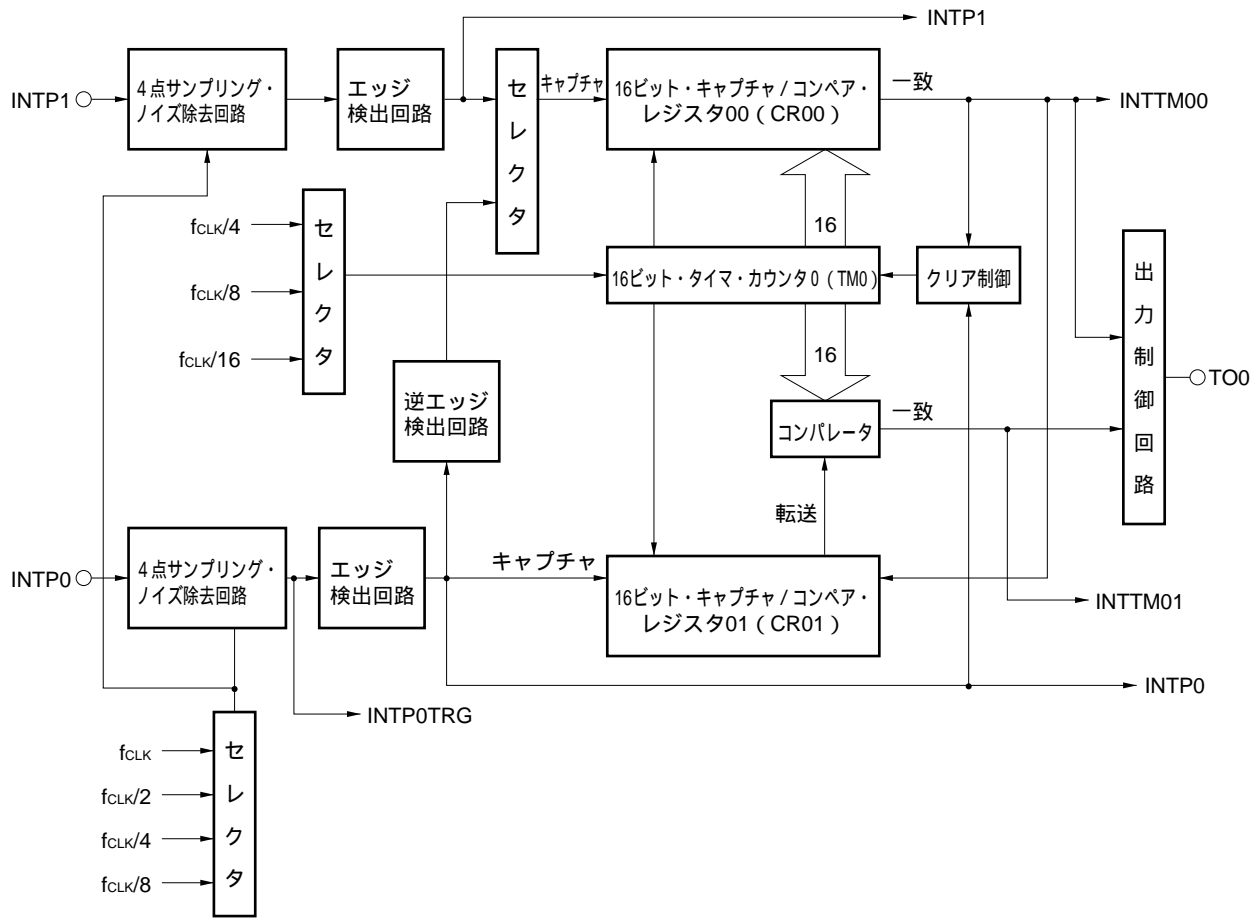 INTP1
INTP1
4点サンプリング・
ノイズ除去回路
エッジ
検出回路
セレクタ
キャプチャ
16ビット・キャプチャ/コンペア・
レジスタ00（CR00）
一致
INTTM00
fCLK/4
fCLK/8
fCLK/16
セレクタ
16
16ビット・タイマ・カウンタ0（TM0）
クリア制御
16
逆エッジ
検出回路
コンパレータ
一致
出力制御回路
TO0
転送
INTP0
4点サンプリング・
ノイズ除去回路
エッジ
検出回路
キャプチャ
16ビット・キャプチャ/コンペア・
レジスタ01（CR01）
INTTM01
INTP0
INTP0TRG
fCLK
fCLK/2
fCLK/4
fCLK/8
セレクタ